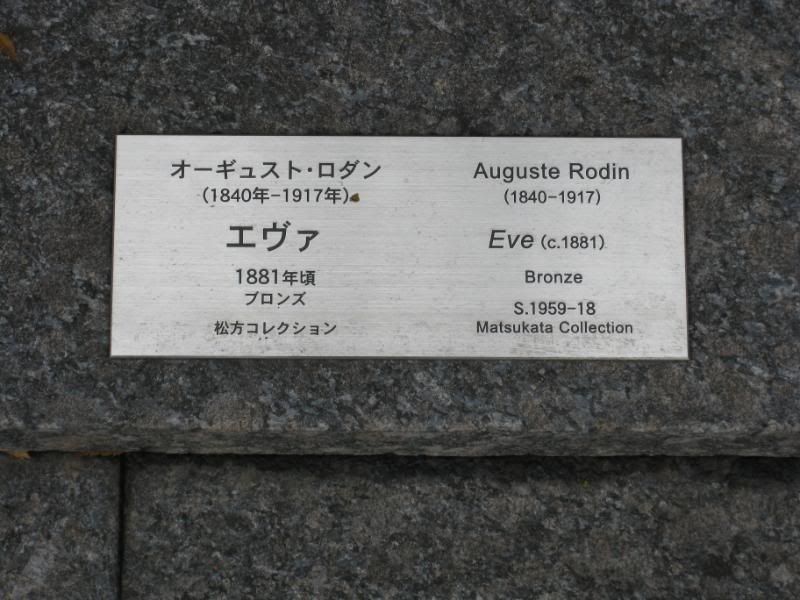 オーギュスト・ロダン
(1840年-1917年)
エヴァ
1881年頃
ブロンズ
松方コレクション
Auguste Rodin
(1840-1917)
Eve (c.1881)
Bronze
S.1959-18
Matsukata Collection